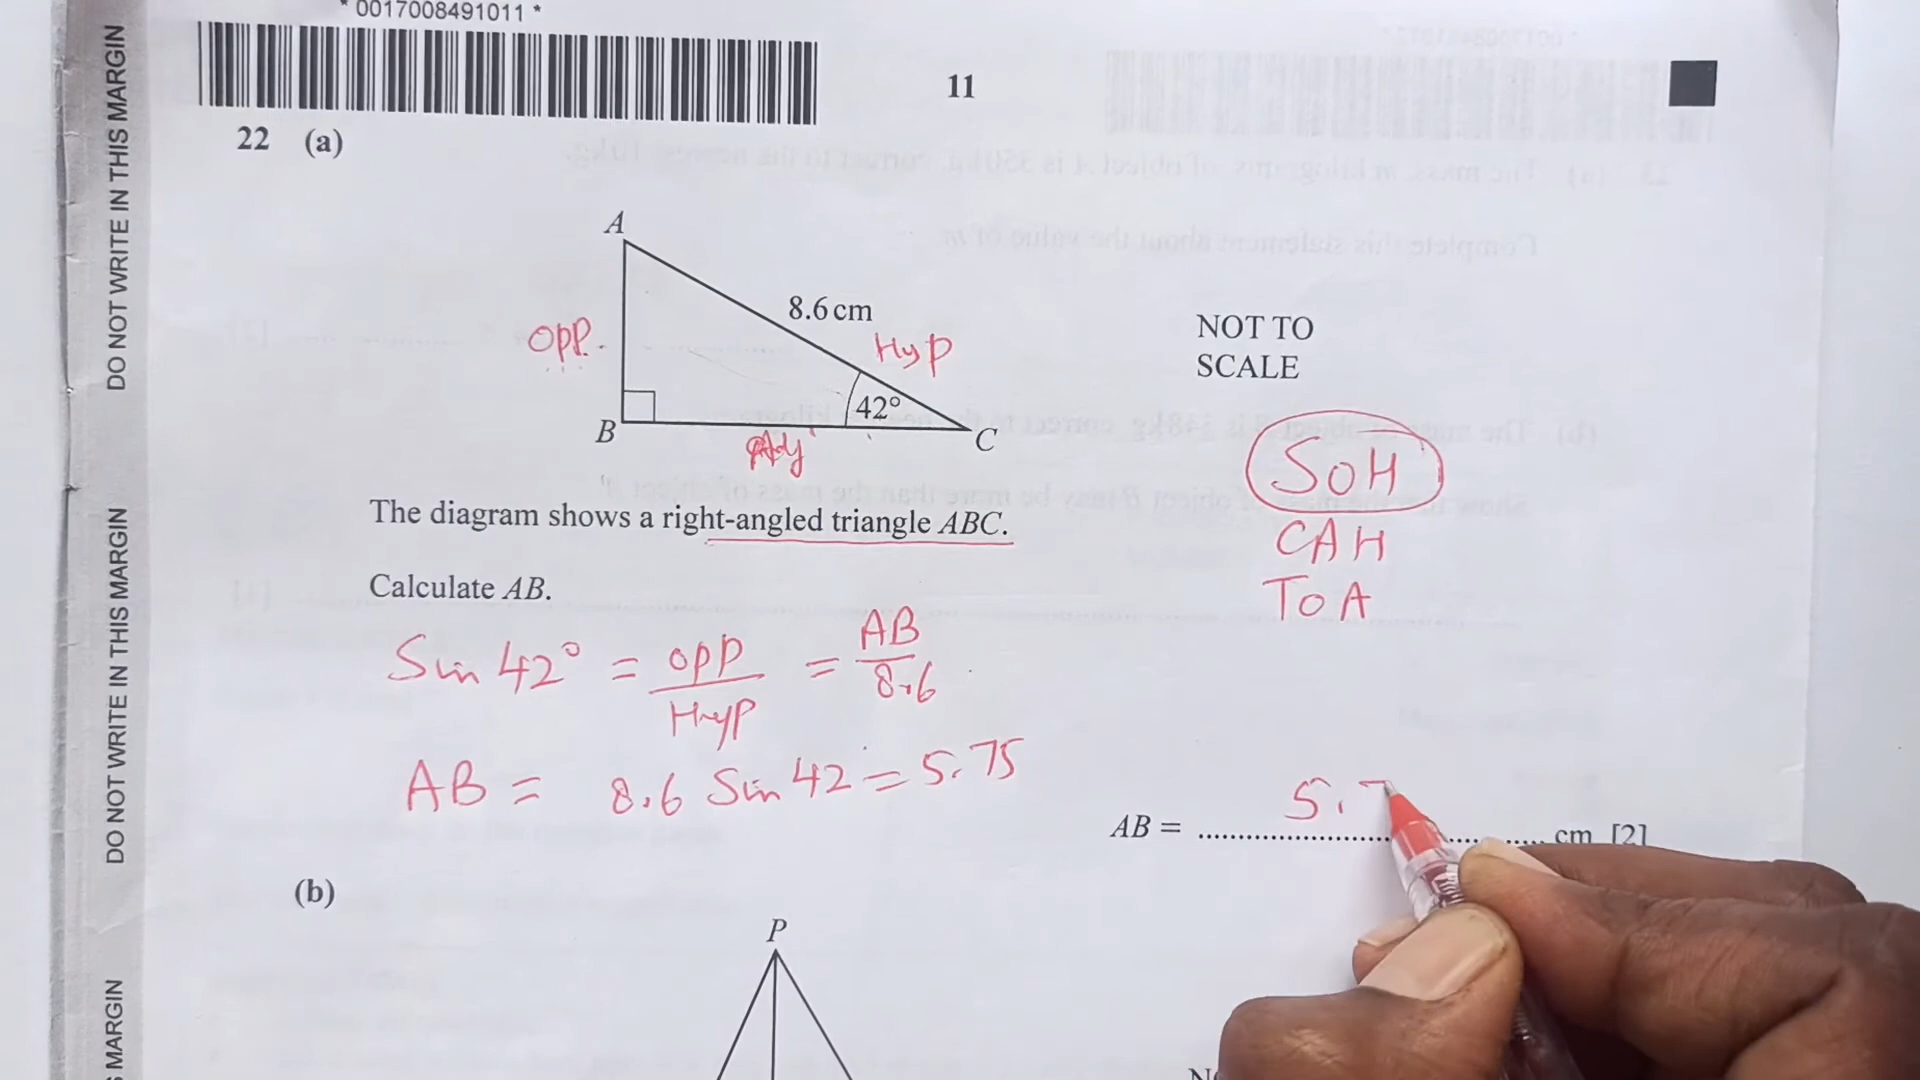 * 0017008491011 *
DO NOT WRITE IN THIS MARGIN
11
22 (a)
A
8.6 cm
Opp.
Hyp
NOT TO
SCALE
42°
B
Adj
C
SOH
CAH
TOA
The diagram shows a right-angled triangle ABC.
Calculate AB.
Sin 42° = opp / Hyp = AB / 8.6
AB = 8.6 Sin 42 = 5.75
5.7
AB = .................... cm [2]
DO NOT WRITE IN THIS MARGIN
(b)
P
MARGIN